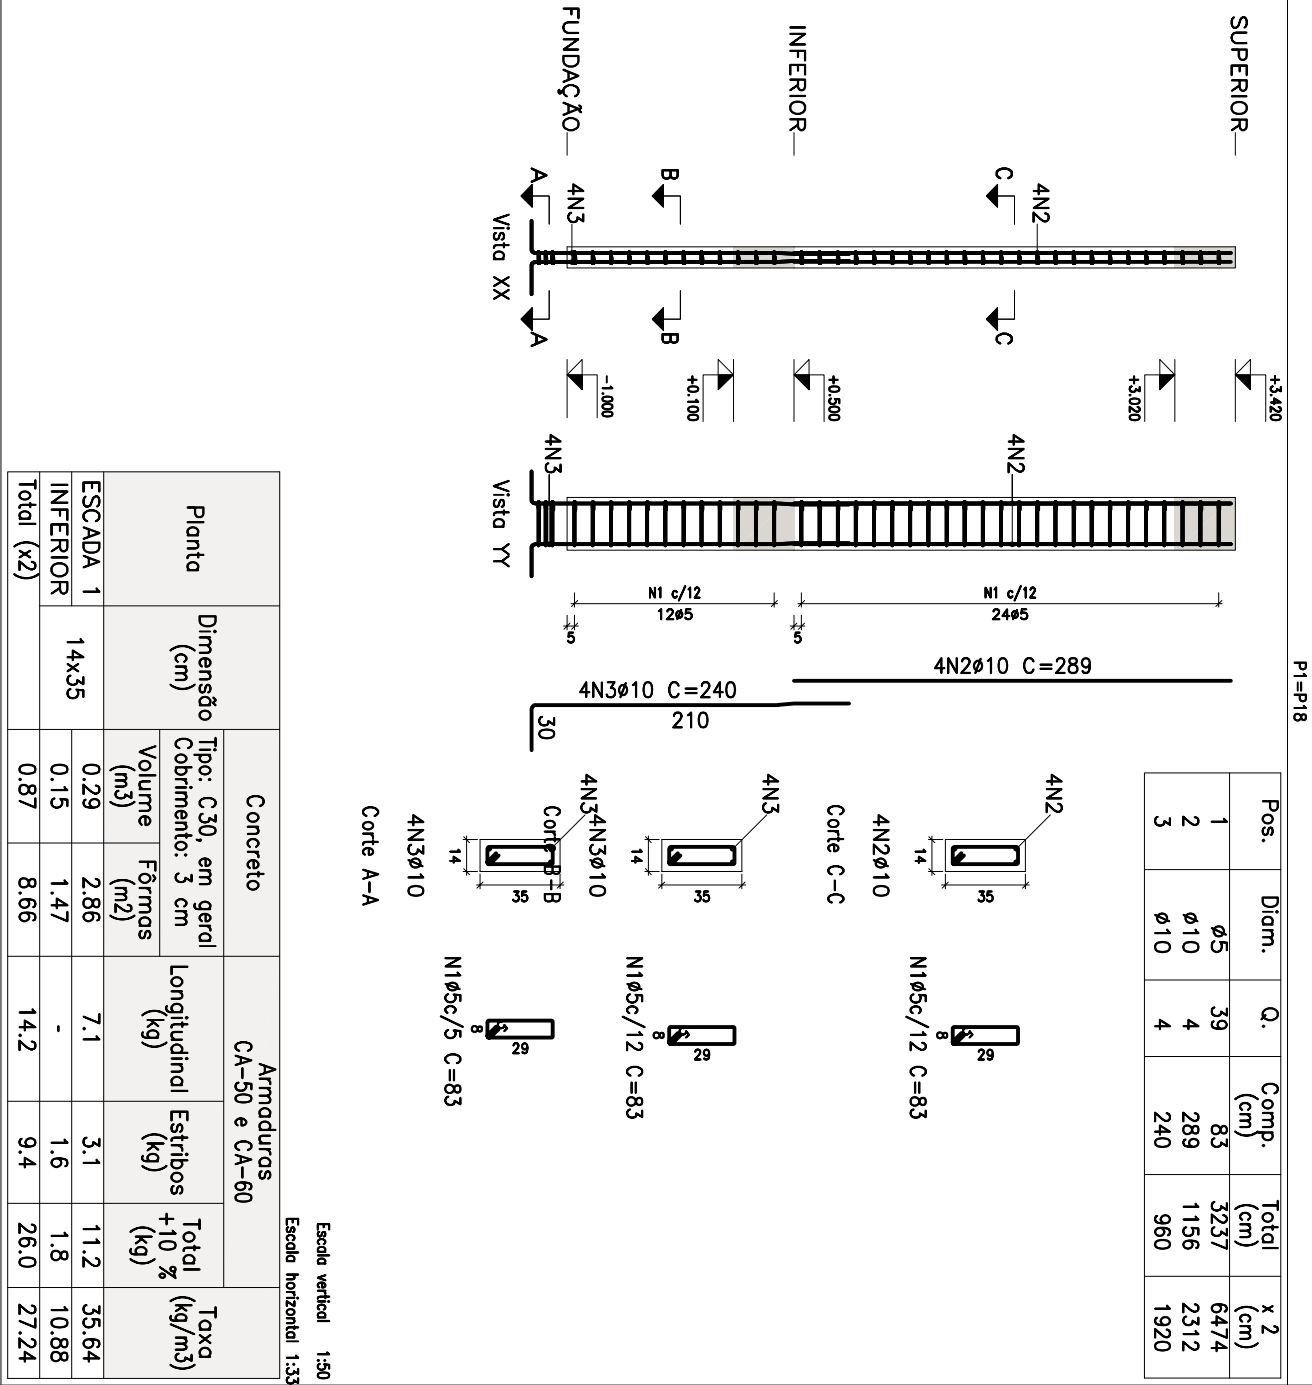 P1=P18
SUPERIOR
INFERIOR
FUNDAÇÃO
C
4N2
B
4N3
A
C
B
A
Vista XX
+3.420
+3.020
+0.500
+0.100
-1.000
4N2
4N3
Vista YY
N1 c/12
24ø5
5
N1 c/12
12ø5
5
4N2ø10 C=289
4N3ø10 C=240
210
30
Pos. Diam. Q. Comp. (cm) Total (cm) x 2 (cm)
1 ø5 39 83 3237 6474
2 ø10 4 289 1156 2312
3 ø10 4 240 960 1920
4N2
14
35
4N2ø10
Corte C-C
8
29
N1ø5c/12 C=83
4N3
14
35
4N3ø10
Corte B-B
8
29
N1ø5c/12 C=83
4N3
14
35
4N3ø10
Corte A-A
8
29
N1ø5c/5 C=83
Escala vertical 1:50
Escala horizontal 1:33
Planta
Dimensão
(cm)
Concreto
Tipo: C30, em geral
Cobrimento: 3 cm
Volume
(m3)
Fôrmas
(m2)
Armaduras
CA-50 e CA-60
Longitudinal
(kg)
Estribos
(kg)
Total
+10 %
(kg)
Taxa
(kg/m3)
ESCADA 1 14x35 0.29 2.86 7.1 3.1 11.2 35.64
INFERIOR 0.15 1.47 - 1.6 1.8 10.88
Total (x2) 0.87 8.66 14.2 9.4 26.0 27.24